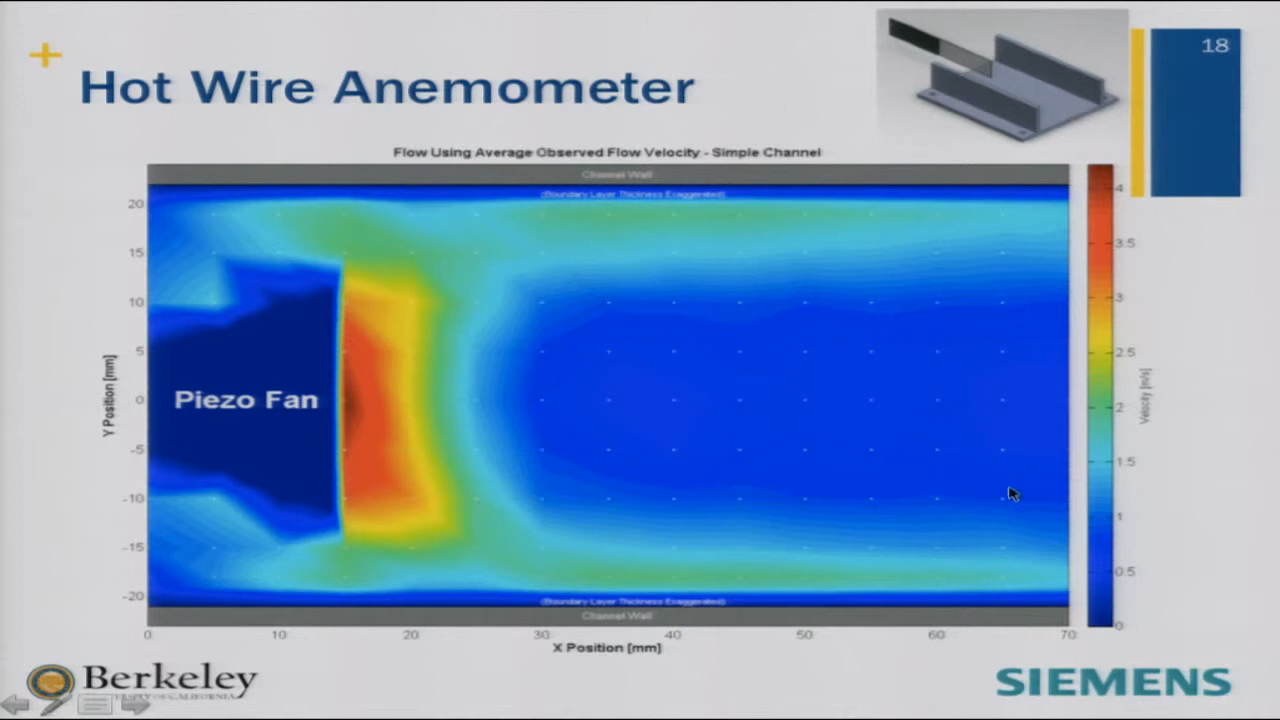 18
Hot Wire Anemometer
Flow Using Average Observed Flow Velocity - Simple Channel
Channel Wall
(Boundary Layer Thickness Exaggerated)
20
15
10
5
0
-5
-10
-15
-20
Y Position [mm]
Piezo Fan
4
3.5
3
2.5
2
1.5
1
0.5
0
Velocity [m/s]
(Boundary Layer Thickness Exaggerated)
Channel Wall
0 10 20 30 40 50 60 70
X Position [mm]
Berkeley
UNIVERSITY OF CALIFORNIA
SIEMENS